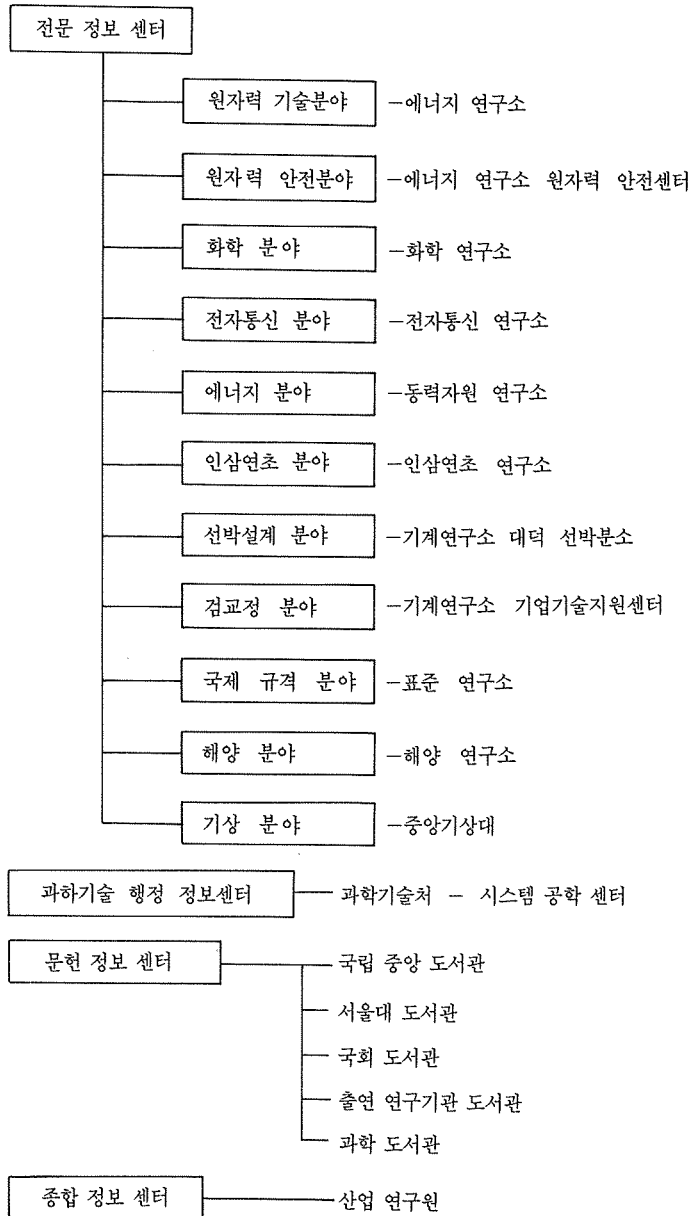 전문 정보 센터
원자력 기술분야 －에너지 연구소
원자력 안전분야 －에너지 연구소 원자력 안전센터
화학 분야 －화학 연구소
전자통신 분야 －전자통신 연구소
에너지 분야 －동력자원 연구소
인삼연초 분야 －인삼연초 연구소
선박설계 분야 －기계연구소 대덕 선박분소
검교정 분야 －기계연구소 기업기술지원센터
국제 규격 분야 －표준 연구소
해양 분야 －해양 연구소
기상 분야 －중앙기상대
과하기술 행정 정보센터 과학기술처 － 시스템 공학 센터
문헌 정보 센터 국립 중앙 도서관
서울대 도서관
국회 도서관
출연 연구기관 도서관
과학 도서관
종합 정보 센터 산업 연구원